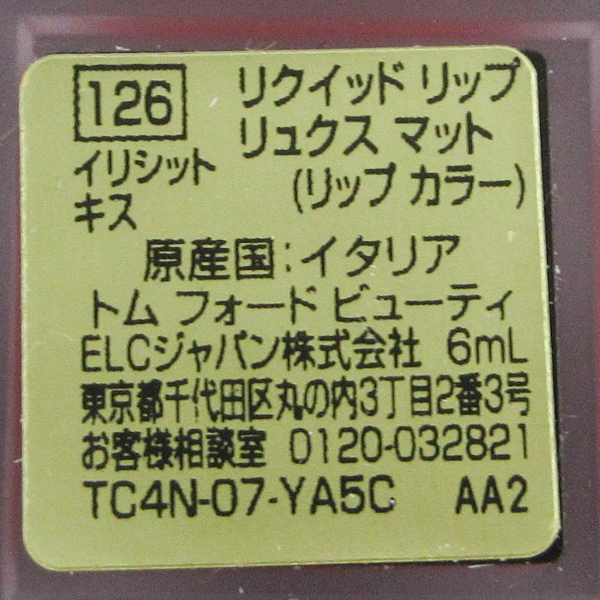 126
リクイッド リップ
リュクス マット
(リップ カラー)
イリシット
キス
原産国:イタリア
トム フォード ビューティ
ELCジャパン株式会社 6mL
東京都千代田区丸の内3丁目2番3号
お客様相談室 0120-032821
TC4N-07-YA5C AA2